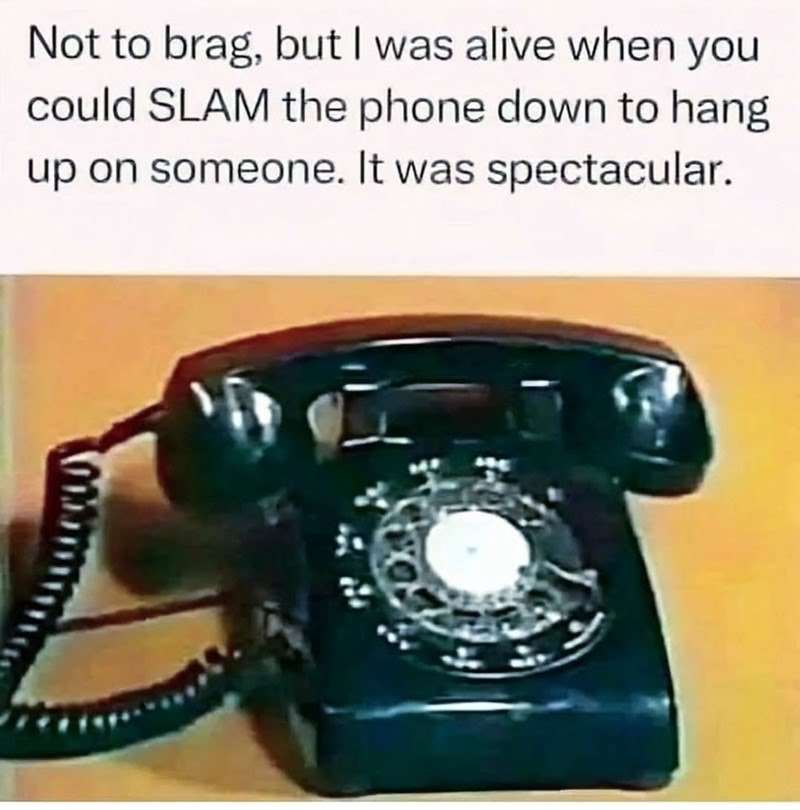 Not to brag, but I was alive when you
could SLAM the phone down to hang
up on someone. It was spectacular.